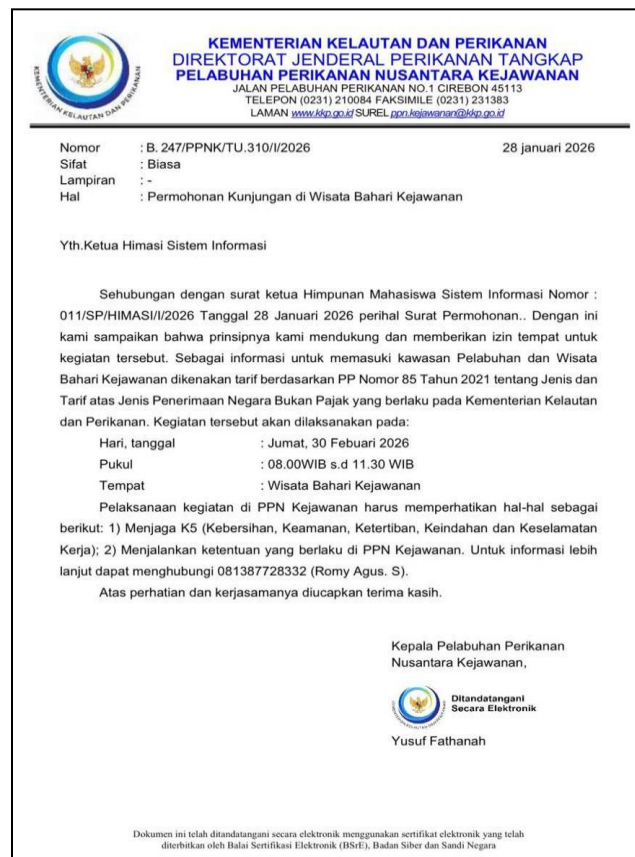 KEMENTERIAN KELAUTAN DAN PERIKANAN
KEMENTERIAN KELAUTAN DAN PERIKANAN
DIREKTORAT JENDERAL PERIKANAN TANGKAP
PELABUHAN PERIKANAN NUSANTARA KEJAWANAN
JALAN PELABUHAN PERIKANAN NO.1 CIREBON 45113
TELEPON (0231) 210084 FAKSIMILE (0231) 231383
LAMAN www.kkp.go.id SUREL ppn.kejawanan@kkp.go.id
Nomor : B. 247/PPNK/TU.310/I/2026 28 januari 2026
Sifat : Biasa
Lampiran : -
Hal : Permohonan Kunjungan di Wisata Bahari Kejawanan
Yth.Ketua Himasi Sistem Informasi
Sehubungan dengan surat ketua Himpunan Mahasiswa Sistem Informasi Nomor :
011/SP/HIMASI/I/2026 Tanggal 28 Januari 2026 perihal Surat Permohonan.. Dengan ini
kami sampaikan bahwa prinsipnya kami mendukung dan memberikan izin tempat untuk
kegiatan tersebut. Sebagai informasi untuk memasuki kawasan Pelabuhan dan Wisata
Bahari Kejawanan dikenakan tarif berdasarkan PP Nomor 85 Tahun 2021 tentang Jenis dan
Tarif atas Jenis Penerimaan Negara Bukan Pajak yang berlaku pada Kementerian Kelautan
dan Perikanan. Kegiatan tersebut akan dilaksanakan pada:
Hari, tanggal : Jumat, 30 Febuari 2026
Pukul : 08.00WIB s.d 11.30 WIB
Tempat : Wisata Bahari Kejawanan
Pelaksanaan kegiatan di PPN Kejawanan harus memperhatikan hal-hal sebagai
berikut: 1) Menjaga K5 (Kebersihan, Keamanan, Ketertiban, Keindahan dan Keselamatan
Kerja); 2) Menjalankan ketentuan yang berlaku di PPN Kejawanan. Untuk informasi lebih
lanjut dapat menghubungi 081387728332 (Romy Agus. S).
Atas perhatian dan kerjasamanya diucapkan terima kasih.
Kepala Pelabuhan Perikanan
Nusantara Kejawanan,
Ditandatangani
Secara Elektronik
Yusuf Fathanah
Dokumen ini telah ditandatangani secara elektronik menggunakan sertifikat elektronik yang telah
diterbitkan oleh Balai Sertifikasi Elektronik (BSrE), Badan Siber dan Sandi Negara